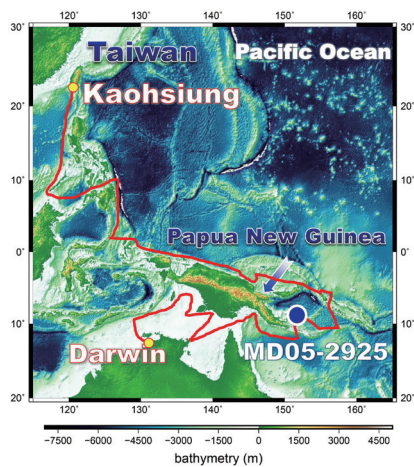 120° 130° 140° 150° 160°
30° 30°
Taiwan Pacific Ocean
Kaohsiung
20° 20°
10° 10°
Papua New Guinea
0° 0°
10° 10°
Darwin MD05-2925
20° 20°
120° 130° 140° 150° 160°
-7500 -6000 -4500 -3000 -1500 0 1500 3000 4500
bathymetry (m)